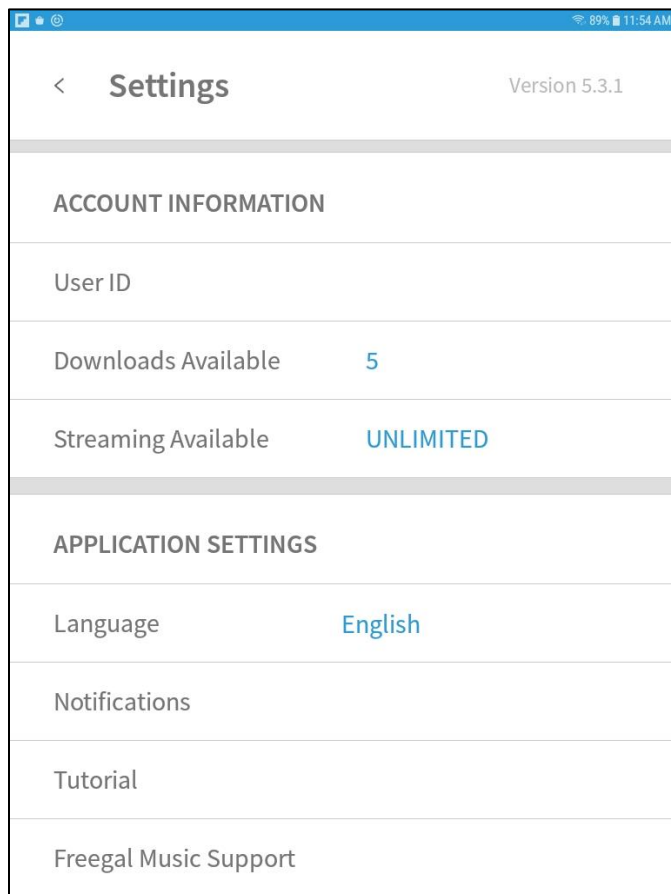 89% 11:54 AM
< Settings Version 5.3.1
ACCOUNT INFORMATION
User ID
Downloads Available 5
Streaming Available UNLIMITED
APPLICATION SETTINGS
Language English
Notifications
Tutorial
Freegal Music Support